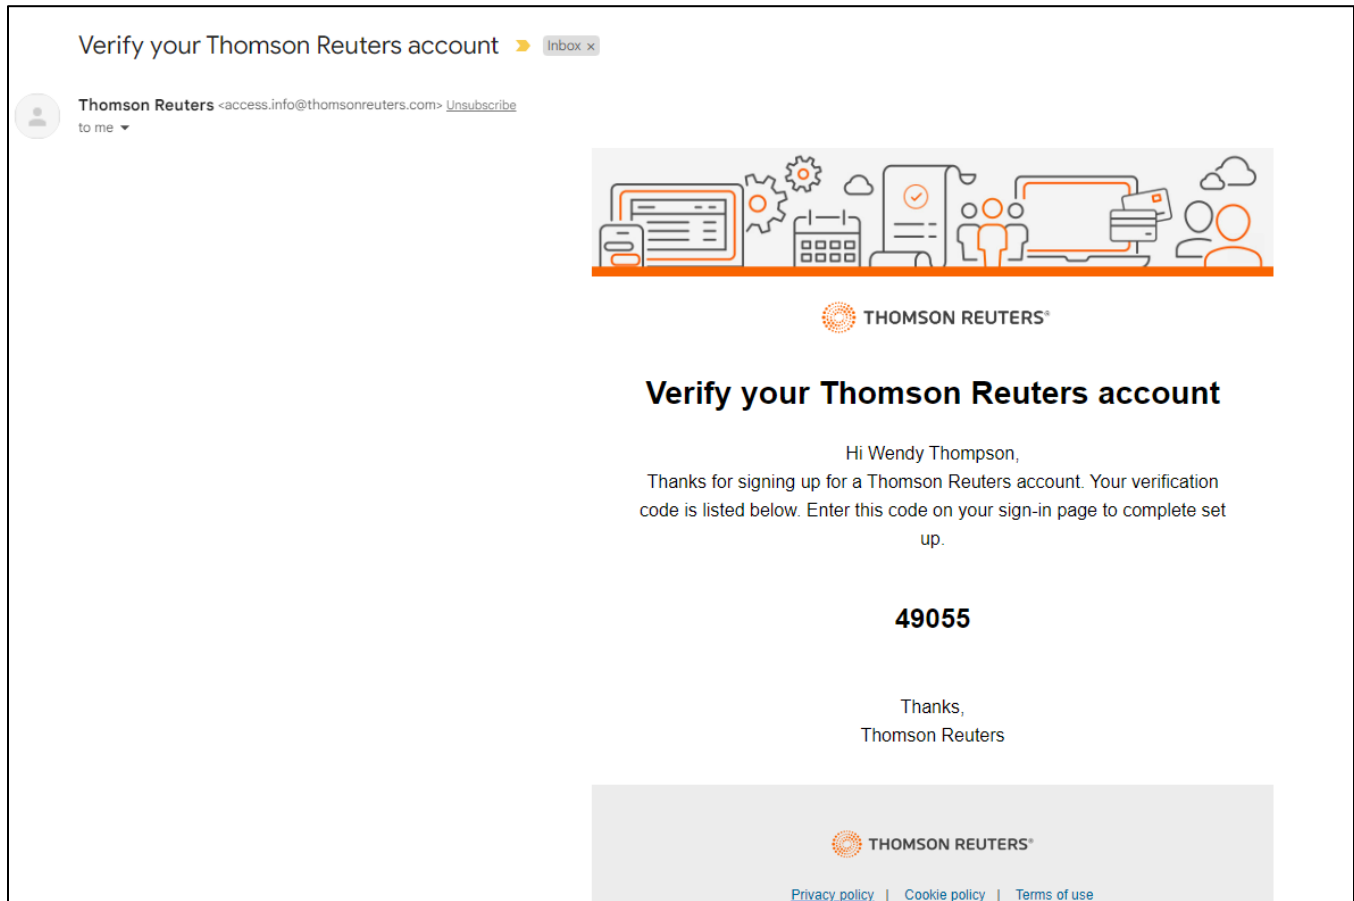 Verify your Thomson Reuters account
Inbox ×
Thomson Reuters <access.info@thomsonreuters.com> Unsubscribe
to me
THOMSON REUTERS®
Verify your Thomson Reuters account
Hi Wendy Thompson,
Thanks for signing up for a Thomson Reuters account. Your verification
code is listed below. Enter this code on your sign-in page to complete set
up.
49055
Thanks,
Thomson Reuters
THOMSON REUTERS®
Privacy policy | Cookie policy | Terms of use